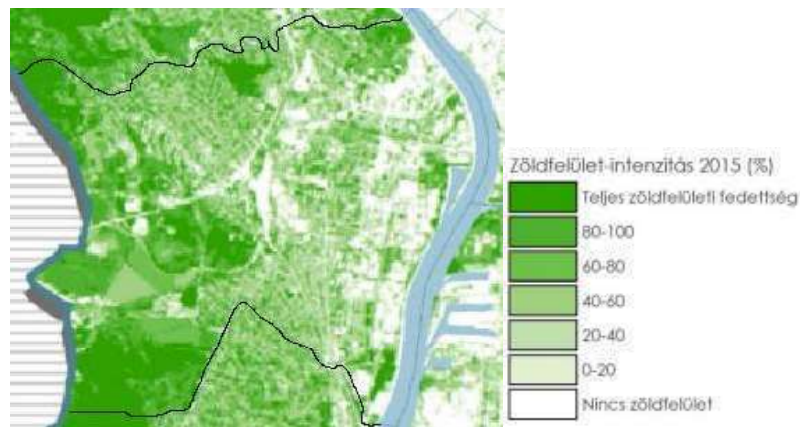 Zöldfelület-intenzitás 2015 (%)
Teljes zöldfelületi fedettség
80-100
60-80
40-60
20-40
0-20
Nincs zöldfelület